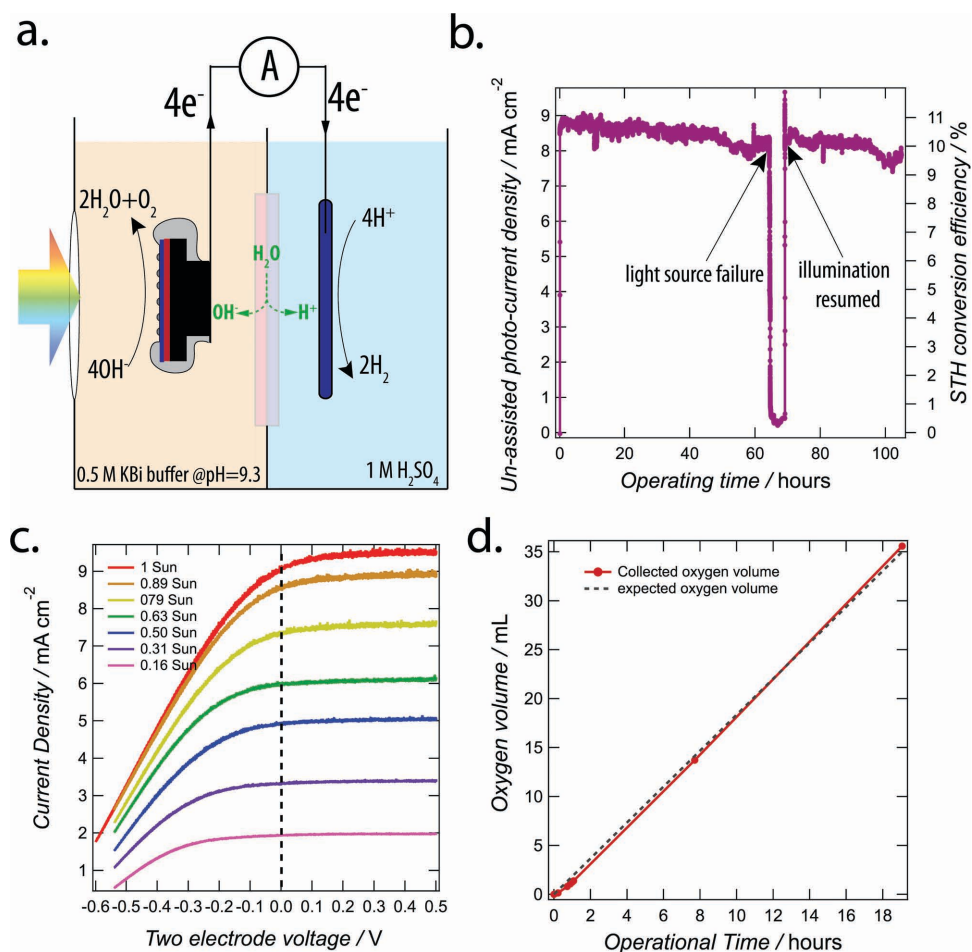 a.
A
4e⁻
4e⁻
2H₂O+O₂
4OH⁻
H₂O
OH⁻
H⁺
4H⁺
2H₂
0.5 M KBi buffer @pH=9.3
1 M H₂SO₄
b.
Un-assisted photo-current density / mA cm⁻²
9
8
7
6
5
4
3
2
1
0
light source failure
illumination
resumed
11
10
9
8
7
6
5
4
3
2
1
0
STH conversion efficiency / %
0 20 40 60 80 100
Operating time / hours
c.
Current Density / mA cm⁻²
9
8
7
6
5
4
3
2
1
0
1 Sun
0.89 Sun
079 Sun
0.63 Sun
0.50 Sun
0.31 Sun
0.16 Sun
-0.6 -0.5 -0.4 -0.3 -0.2 -0.1 0.0 0.1 0.2 0.3 0.4 0.5
Two electrode voltage / V
d.
Oxygen volume / mL
35
30
25
20
15
10
5
0
Collected oxygen volume
expected oxygen volume
0 2 4 6 8 10 12 14 16 18
Operational Time / hours